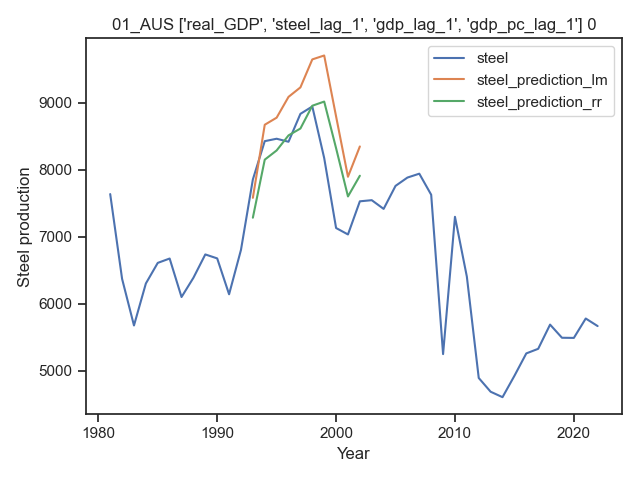 01_AUS ['real_GDP', 'steel_lag_1', 'gdp_lag_1', 'gdp_pc_lag_1'] 0
steel
steel_prediction_lm
steel_prediction_rr
Steel production
9000
8000
7000
6000
5000
1980 1990 2000 2010 2020
Year